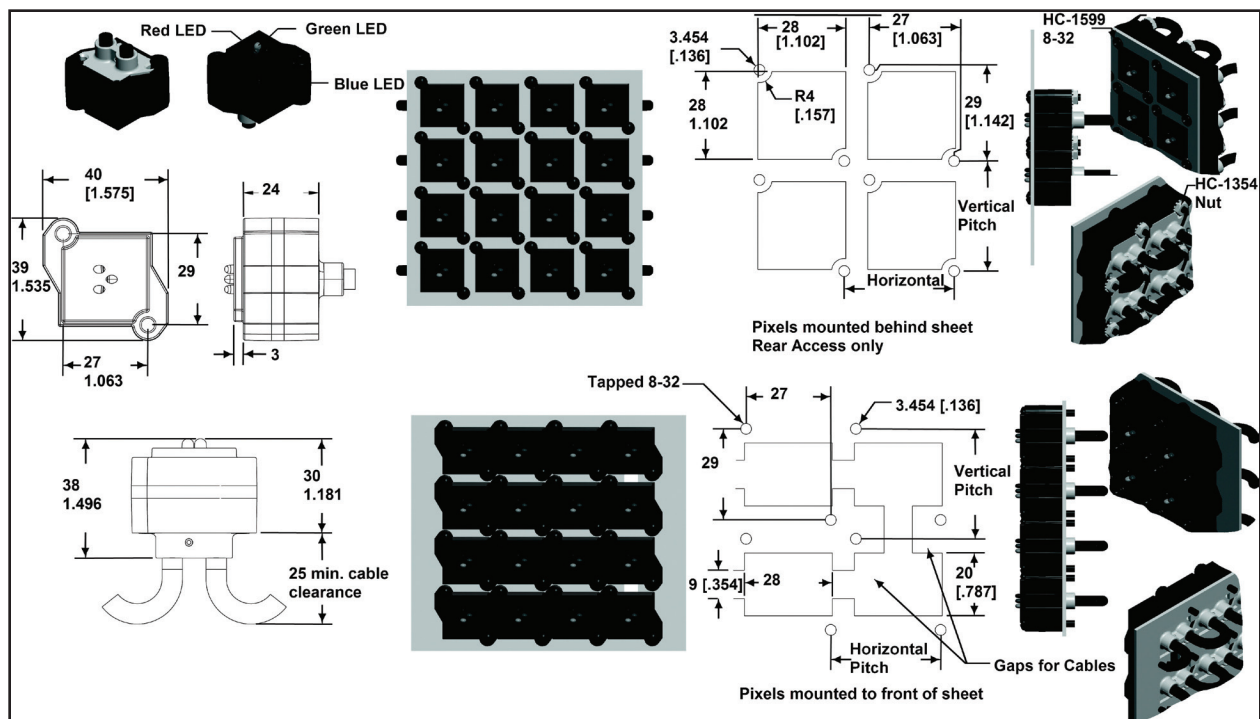 Red LED
Green LED
Blue LED
40
[1.575]
24
39
1.535
29
27
1.063
3
38
1.496
30
1.181
25 min. cable
clearance
28
[1.102]
27
[1.063]
3.454
[.136]
R4
[.157]
28
1.102
29
[1.142]
Vertical
Pitch
Horizontal
Pixels mounted behind sheet
Rear Access only
HC-1599
8-32
HC-1354
Nut
Tapped 8-32
27
3.454 [.136]
29
Vertical
Pitch
9 [.354]
28
20
[.787]
Horizontal
Pitch
Gaps for Cables
Pixels mounted to front of sheet